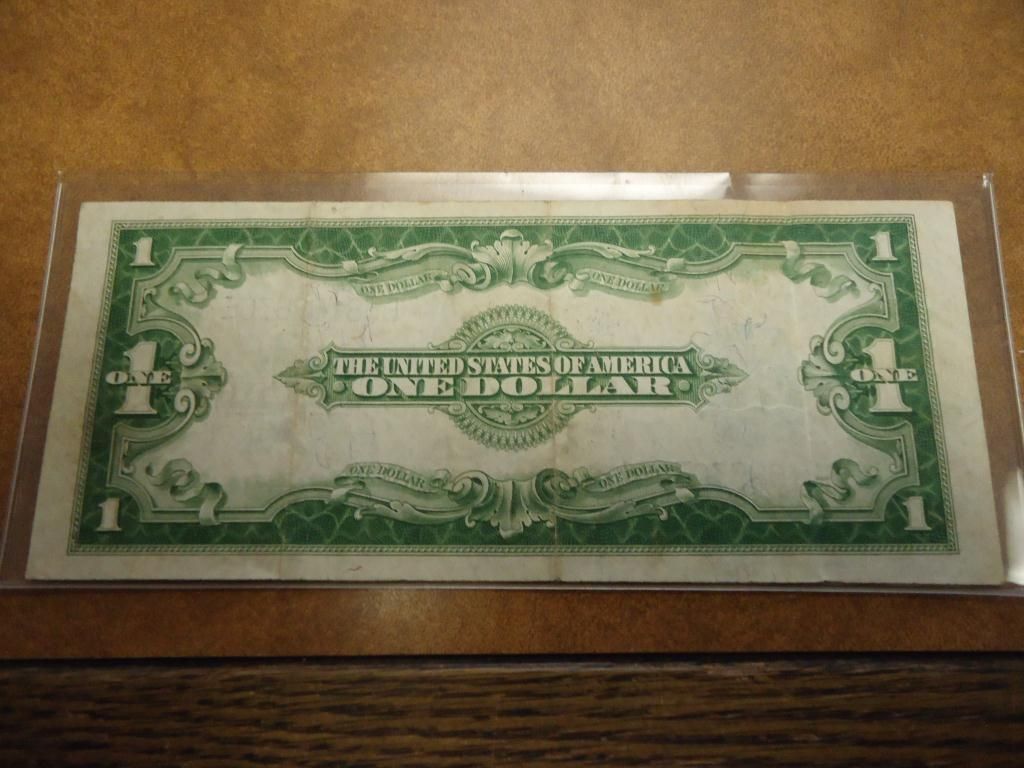 1 1
ONE DOLLAR ONE DOLLAR
THE UNITED STATES OF AMERICA
1 ONE 1 ONE
ONE DOLLAR
ONE DOLLAR ONE DOLLAR
1 1